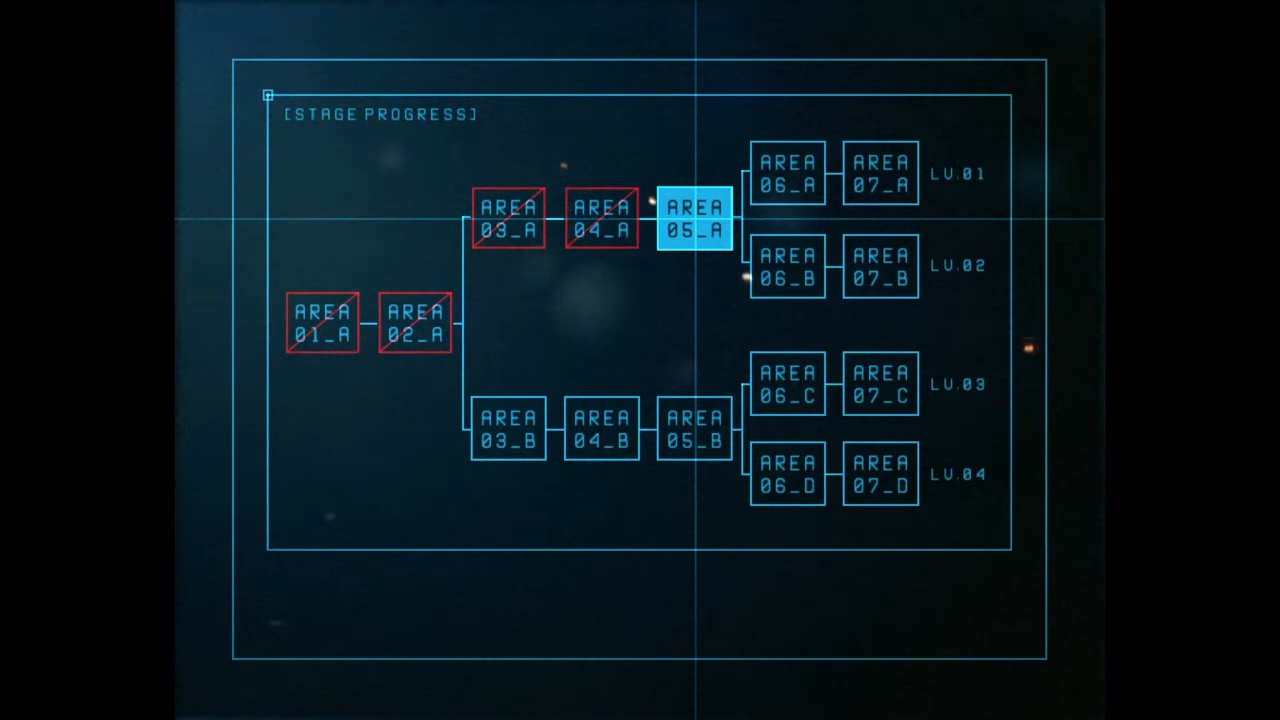 [STAGE PROGRESS]
AREA
01_A
AREA
02_A
AREA
03_A
AREA
04_A
AREA
05_A
AREA
06_A
AREA
07_A
LV.01
AREA
06_B
AREA
07_B
LV.02
AREA
03_B
AREA
04_B
AREA
05_B
AREA
06_C
AREA
07_C
LV.03
AREA
06_D
AREA
07_D
LV.04